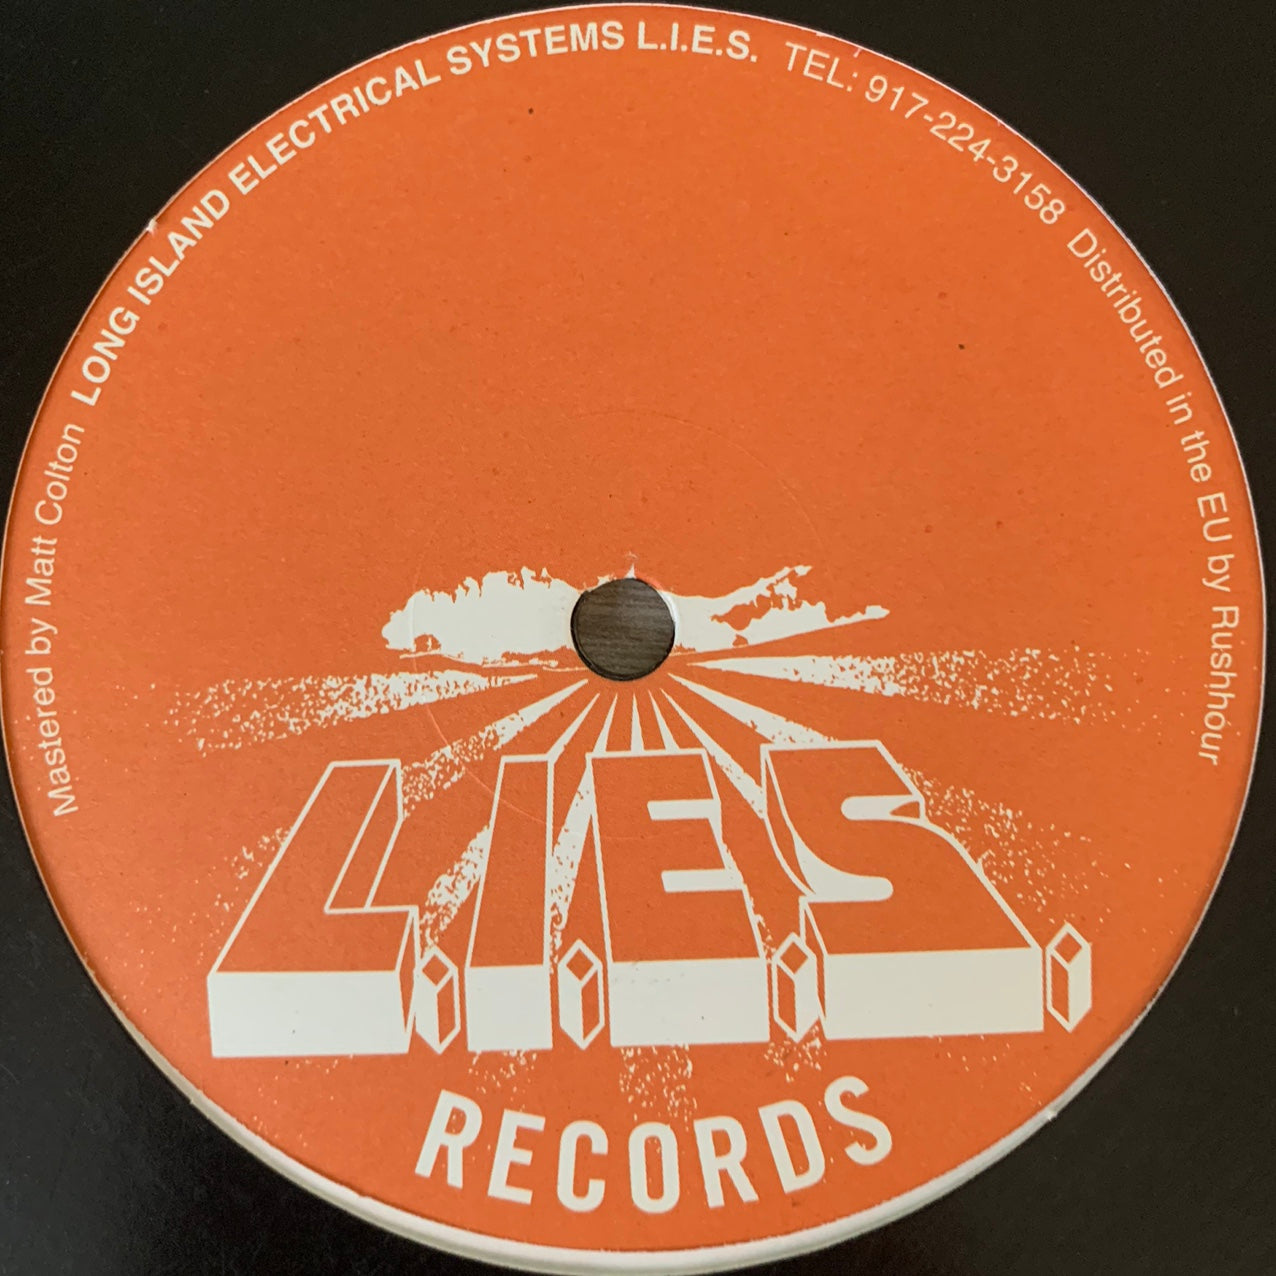 Mastered by Matt Colton LONG ISLAND ELECTRICAL SYSTEMS L.I.E.S. TEL: 917-224-3158 Distributed in the EU by Rushhour
L.I.E.S.
RECORDS